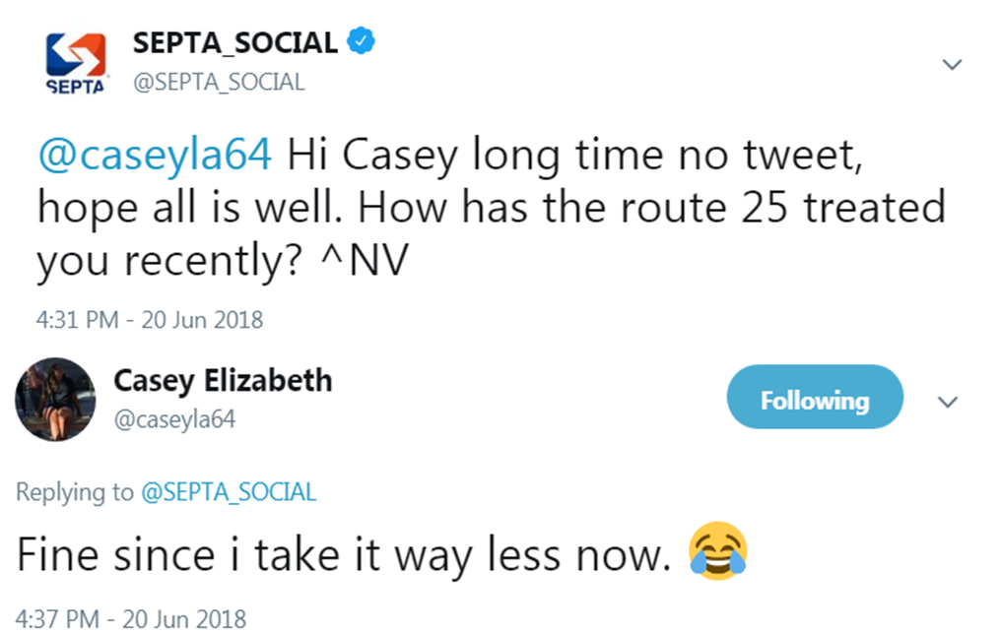 SEPTA
SEPTA_SOCIAL
@SEPTA_SOCIAL
@caseyla64 Hi Casey long time no tweet,
hope all is well. How has the route 25 treated
you recently? ^NV
4:31 PM - 20 Jun 2018
Casey Elizabeth
@caseyla64
Following
Replying to @SEPTA_SOCIAL
Fine since i take it way less now. 😂
4:37 PM - 20 Jun 2018